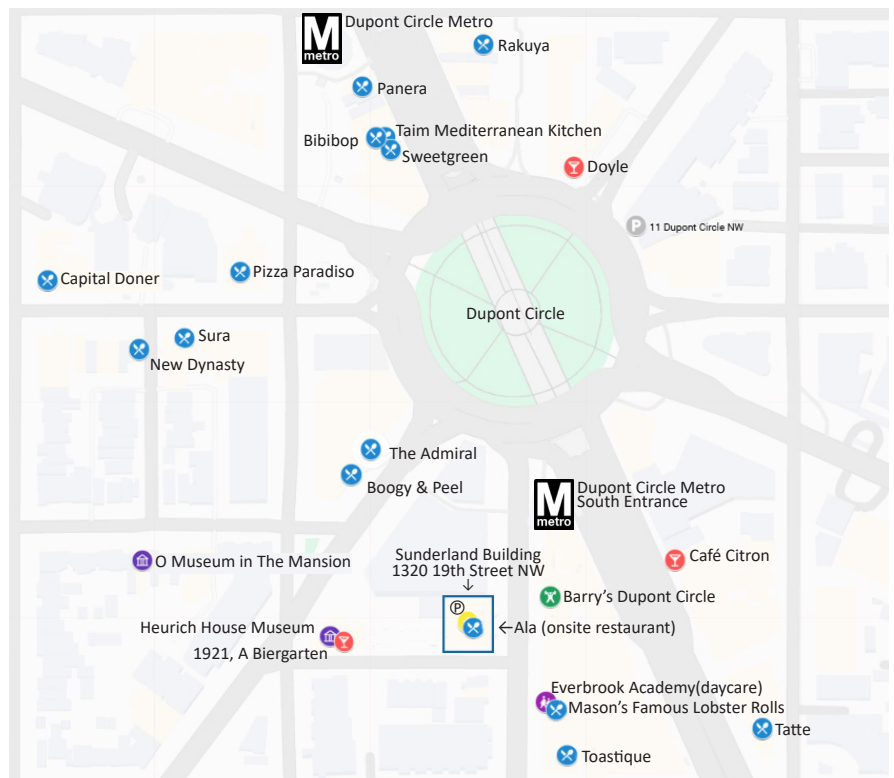 M
metro
Dupont Circle Metro
Rakuya
Panera
Taim Mediterranean Kitchen
Bibibop
Sweetgreen
Doyle
P
11 Dupont Circle NW
Capital Doner
Pizza Paradiso
Dupont Circle
Sura
New Dynasty
The Admiral
Boogy & Peel
M
metro
Dupont Circle Metro
South Entrance
O Museum in The Mansion
Sunderland Building
1320 19th Street NW
↓
Café Citron
P
Barry's Dupont Circle
Heurich House Museum
1921, A Biergarten
←Ala (onsite restaurant)
Everbrook Academy(daycare)
Mason's Famous Lobster Rolls
Tatte
Toastique